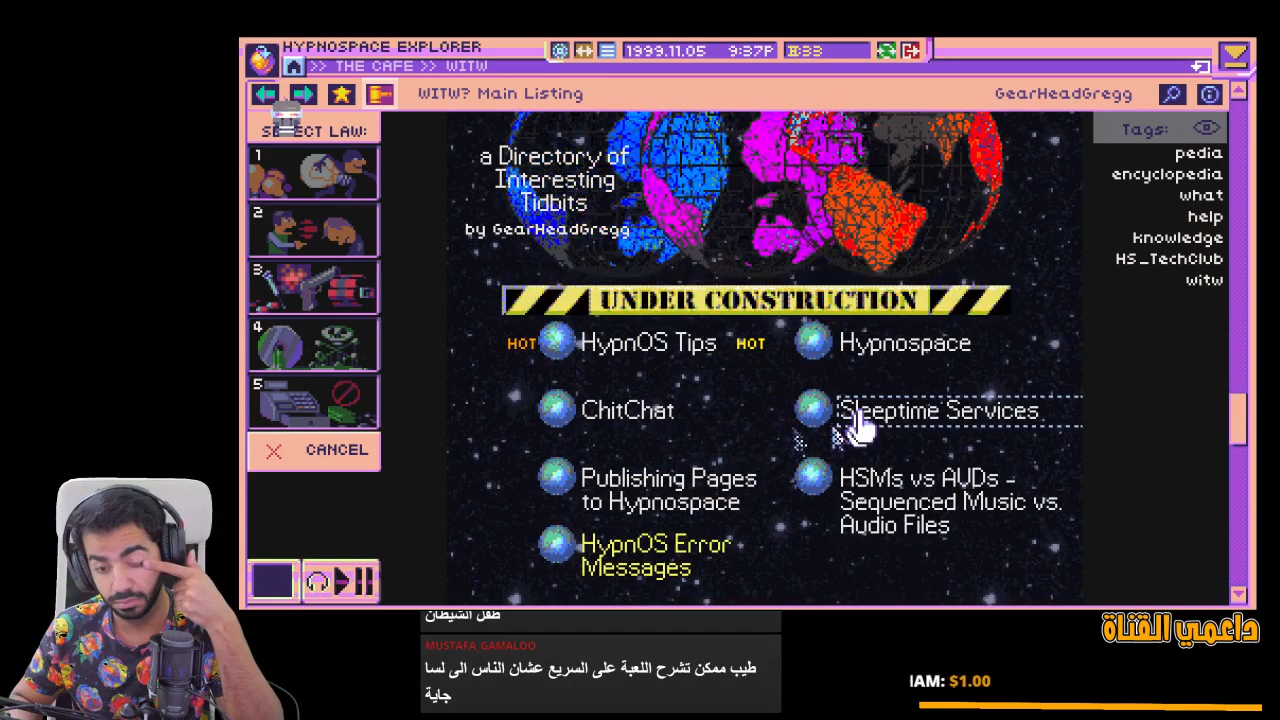 HYPNOSPACE EXPLORER
1999.11.05 9:37P 33
>> THE CAFE >> WITW
WITW? Main Listing GearHeadGregg
SELECT LAW:
1
2
3
4
5
CANCEL
a Directory of
Interesting
Tidbits
by GearHeadGregg
UNDER CONSTRUCTION
HOT HypnOS Tips HOT
Hypnospace
ChitChat
Sleeptime Services
Publishing Pages
to Hypnospace
HSMs vs AVDs -
Sequenced Music vs.
Audio Files
HypnOS Error
Messages
Tags:
pedia
encyclopedia
what
help
knowledge
HS_TechClub
witw
طفل الشيطان
MUSTAFA_GAMALOO
طيب ممكن تشرح اللعبة على السريع عشان الناس الى لسا
جاية
داعمي القناة
IAM: $1.00